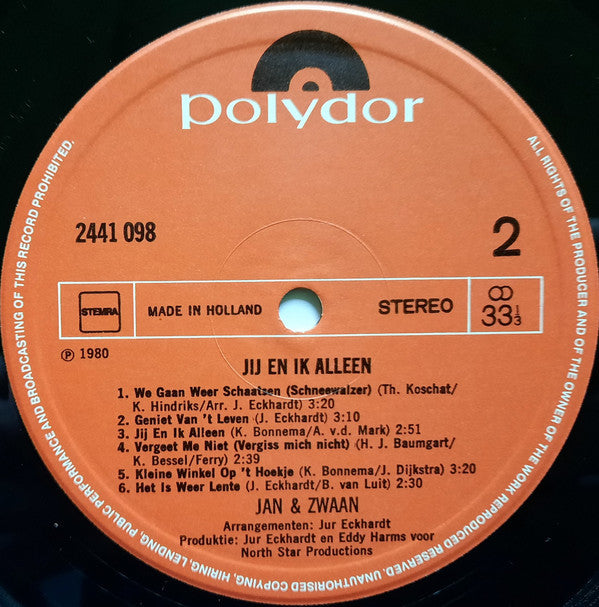 polydor
2441 098
2
STEMRA
MADE IN HOLLAND
STEREO
33 1/3
℗ 1980
JIJ EN IK ALLEEN
1. We Gaan Weer Schaatsen (Schneewalzer) (Th. Koschat/
K. Hindriks/Arr. J. Eckhardt) 3:20
2. Geniet Van 't Leven (J. Eckhardt) 3:10
3. Jij En Ik Alleen (K. Bonnema/A. v.d. Mark) 2:51
4. Vergeet Me Niet (Vergiss mich nicht) (H. J. Baumgart/
K. Bessel/Ferry) 2:39
5. Kleine Winkel Op 't Hoekje (K. Bonnema/J. Dijkstra) 3:20
6. Het Is Weer Lente (J. Eckhardt/B. van Luit) 2:30
JAN & ZWAAN
Arrangementen: Jur Eckhardt
Produktie: Jur Eckhardt en Eddy Harms voor
North Star Productions
ALL RIGHTS OF THE PRODUCER AND OF THE OWNER OF THE WORK REPRODUCED RESERVED. UNAUTHORISED COPYING, HIRING, LENDING, PUBLIC PERFORMANCE AND BROADCASTING OF THIS RECORD PROHIBITED.